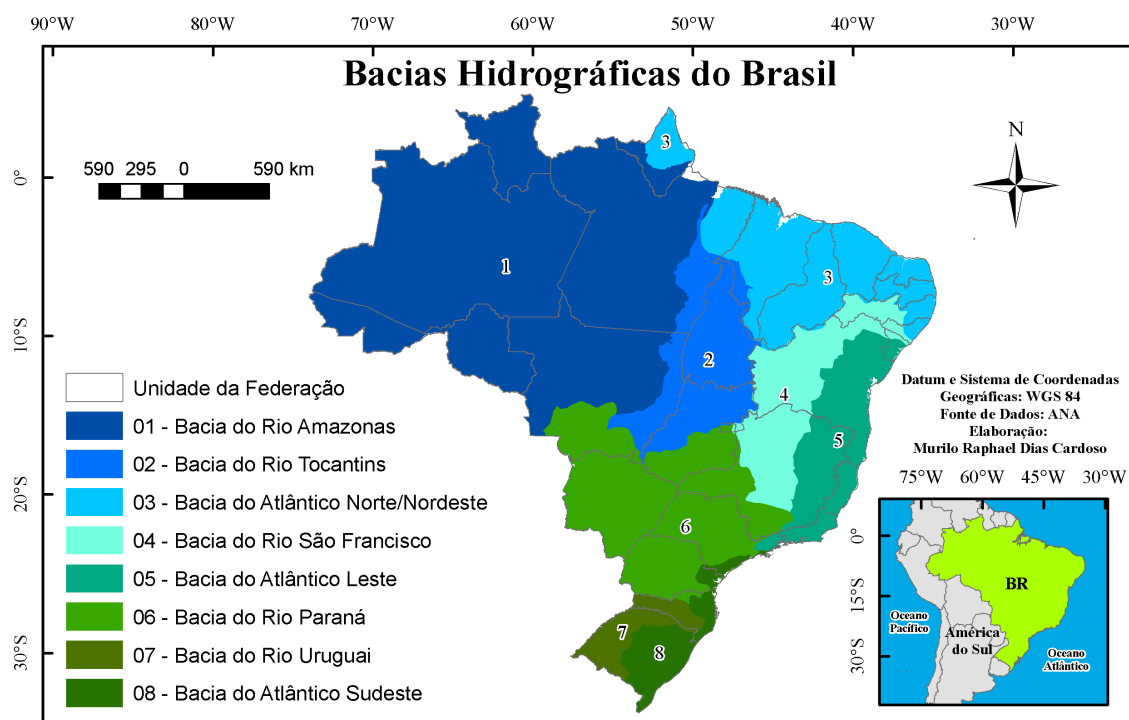 90°W 80°W 70°W 60°W 50°W 40°W 30°W
Bacias Hidrográficas do Brasil
590 295 0 590 km
N
0°
10°S
20°S
30°S
3
1
3
2
4
5
6
7
8
Unidade da Federação
01 - Bacia do Rio Amazonas
02 - Bacia do Rio Tocantins
03 - Bacia do Atlântico Norte/Nordeste
04 - Bacia do Rio São Francisco
05 - Bacia do Atlântico Leste
06 - Bacia do Rio Paraná
07 - Bacia do Rio Uruguai
08 - Bacia do Atlântico Sudeste
Datum e Sistema de Coordenadas
Geográficas: WGS 84
Fonte de Dados: ANA
Elaboração:
Murilo Raphael Dias Cardoso
75°W 60°W 45°W 30°W
0°
15°S
30°S
BR
Oceano
Pacífico
América
do Sul
Oceano
Atlântico